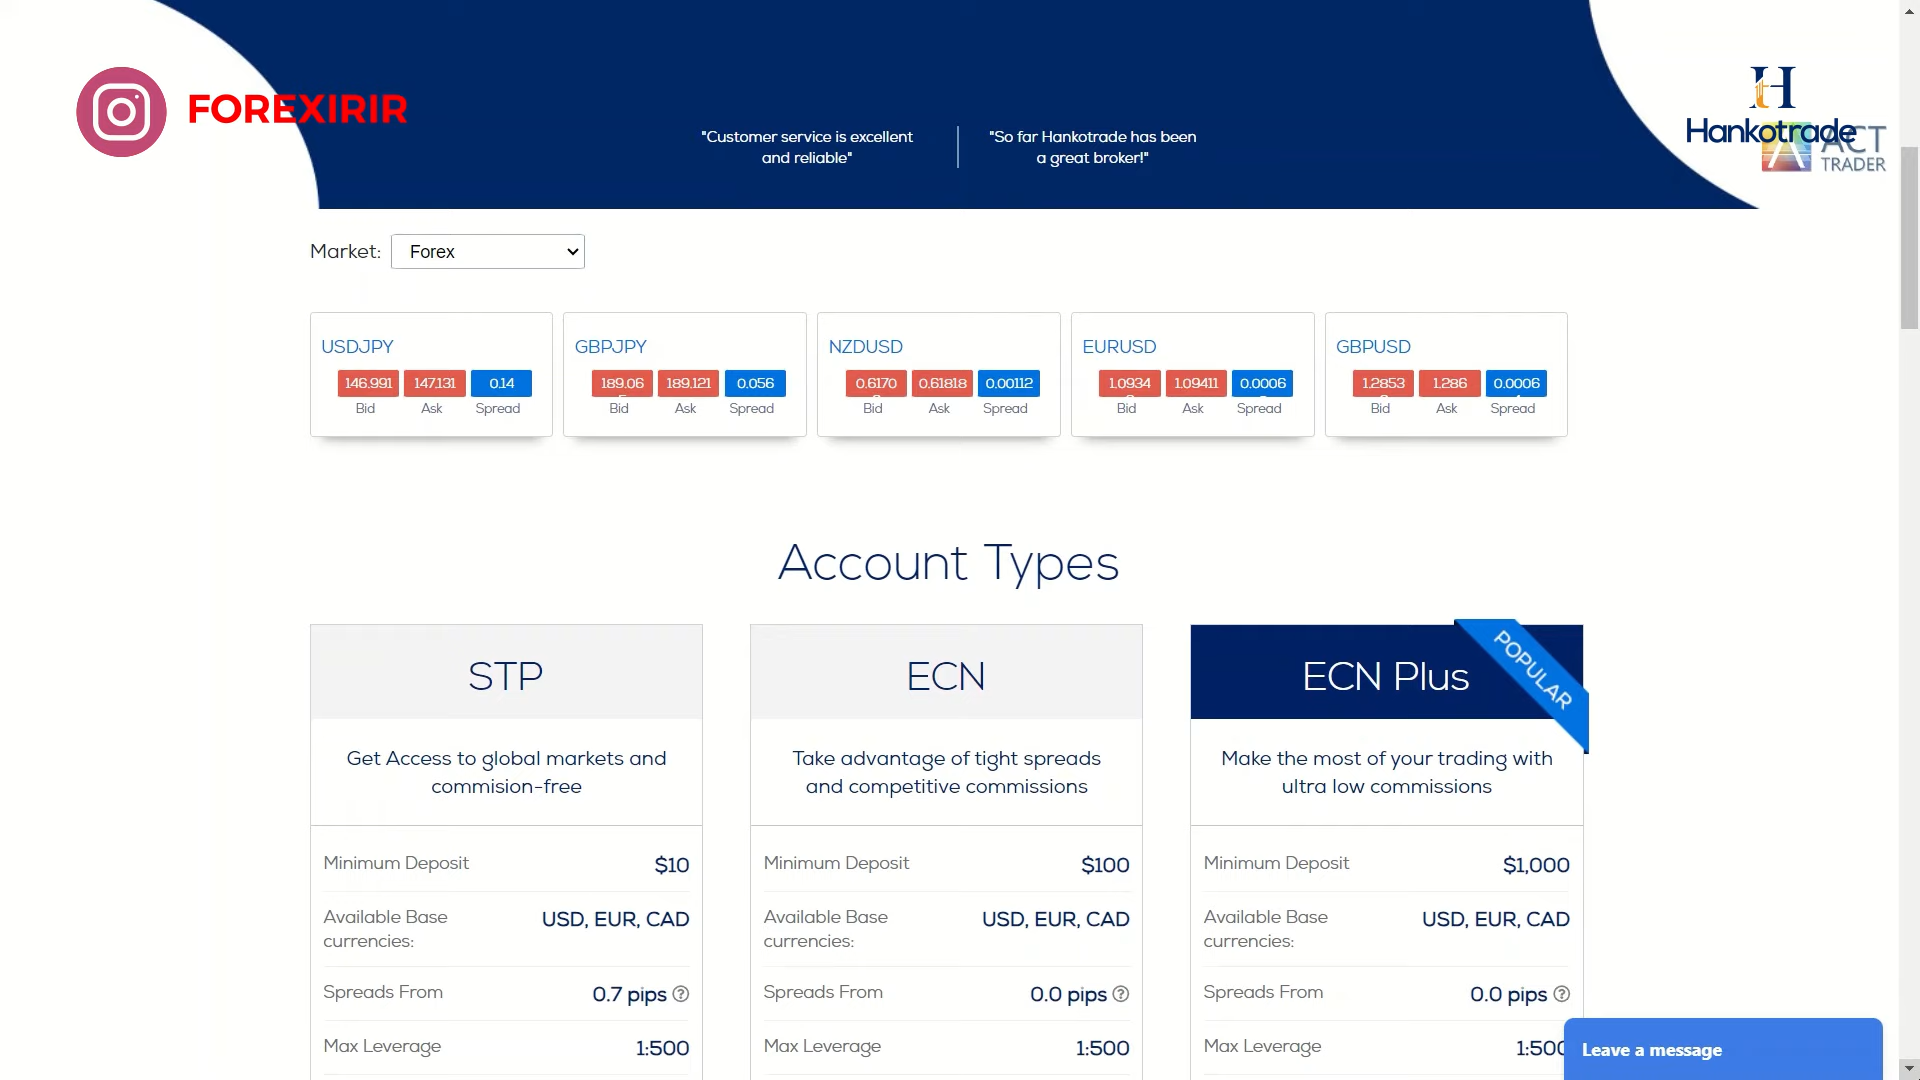 FOREXIRIR
"Customer service is excellent
and reliable"
"So far Hankotrade has been
a great broker!"
Hankotrade
ACT
TRADER
Market: Forex
USDJPY
146.991 147.131 0.14
Bid Ask Spread
GBPJPY
189.06 189.121 0.056
Bid Ask Spread
NZDUSD
0.6170 0.61818 0.00112
Bid Ask Spread
EURUSD
1.0934 1.09411 0.0006
Bid Ask Spread
GBPUSD
1.2853 1.286 0.0006
Bid Ask Spread
Account Types
STP
Get Access to global markets and
commision-free
Minimum Deposit $10
Available Base
currencies: USD, EUR, CAD
Spreads From 0.7 pips
Max Leverage 1:500
ECN
Take advantage of tight spreads
and competitive commissions
Minimum Deposit $100
Available Base
currencies: USD, EUR, CAD
Spreads From 0.0 pips
Max Leverage 1:500
ECN Plus
POPULAR
Make the most of your trading with
ultra low commissions
Minimum Deposit $1,000
Available Base
currencies: USD, EUR, CAD
Spreads From 0.0 pips
Max Leverage 1:500
Leave a message